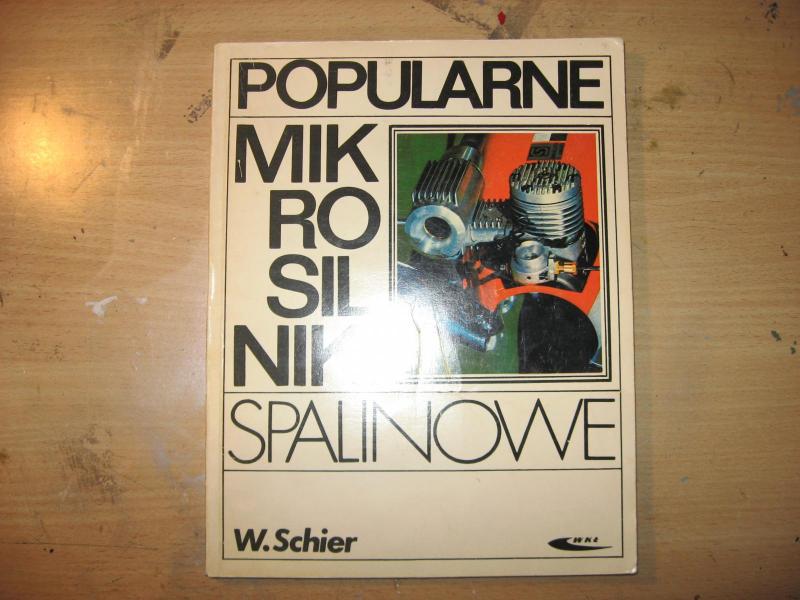 POPULARNE
MIK
RO
SIL
NIKI
SPALINOWE
W.Schier
WKŁ